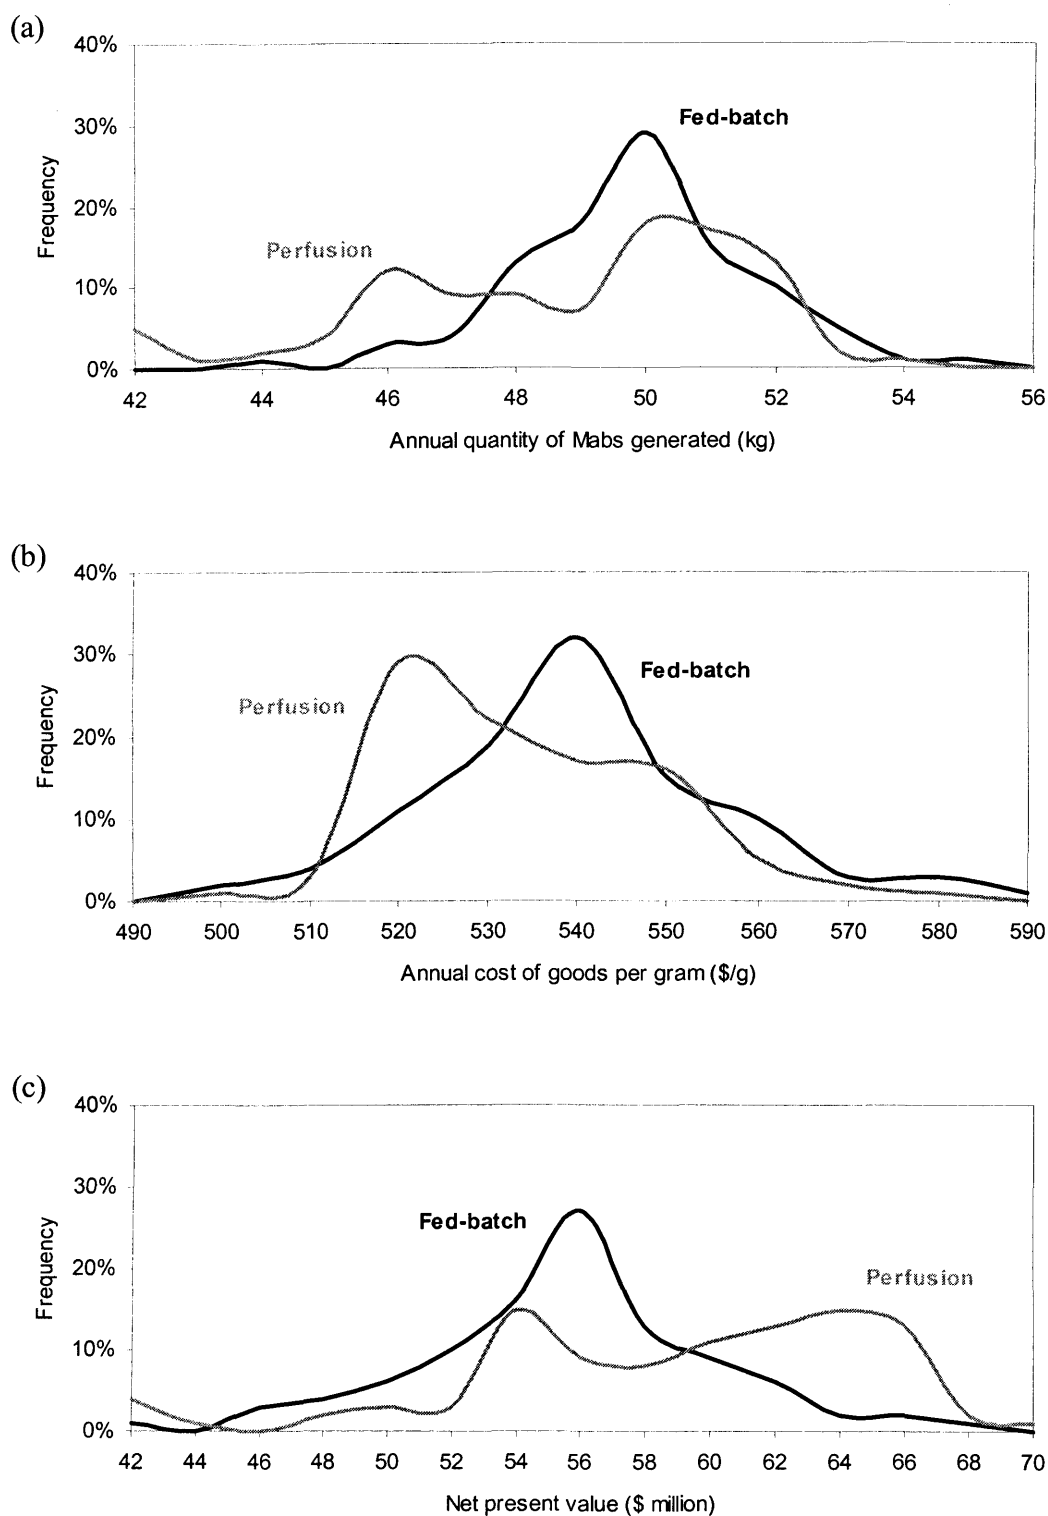 (a)
40%
30%
20%
10%
0%
Frequency
Fed-batch
Perfusion
42 44 46 48 50 52 54 56
Annual quantity of Mabs generated (kg)
(b)
40%
30%
20%
10%
0%
Frequency
Fed-batch
Perfusion
490 500 510 520 530 540 550 560 570 580 590
Annual cost of goods per gram ($/g)
(c)
40%
30%
20%
10%
0%
Frequency
Fed-batch
Perfusion
42 44 46 48 50 52 54 56 58 60 62 64 66 68 70
Net present value ($ million)